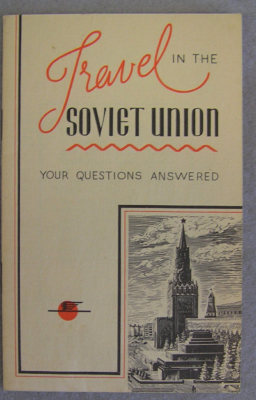 Travel IN THE
SOVIET UNION
YOUR QUESTIONS ANSWERED